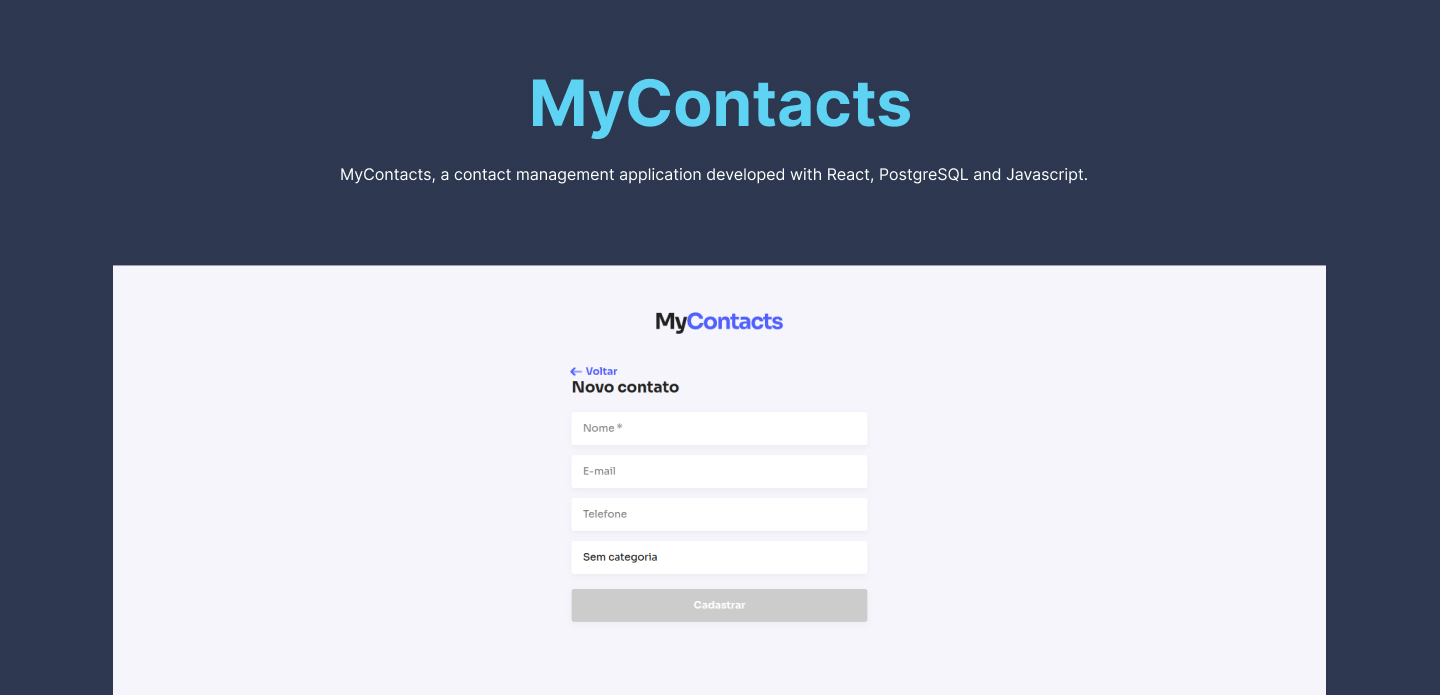 MyContacts
MyContacts, a contact management application developed with React, PostgreSQL and Javascript.
MyContacts
← Voltar
Novo contato
Nome *
E-mail
Telefone
Sem categoria
Cadastrar